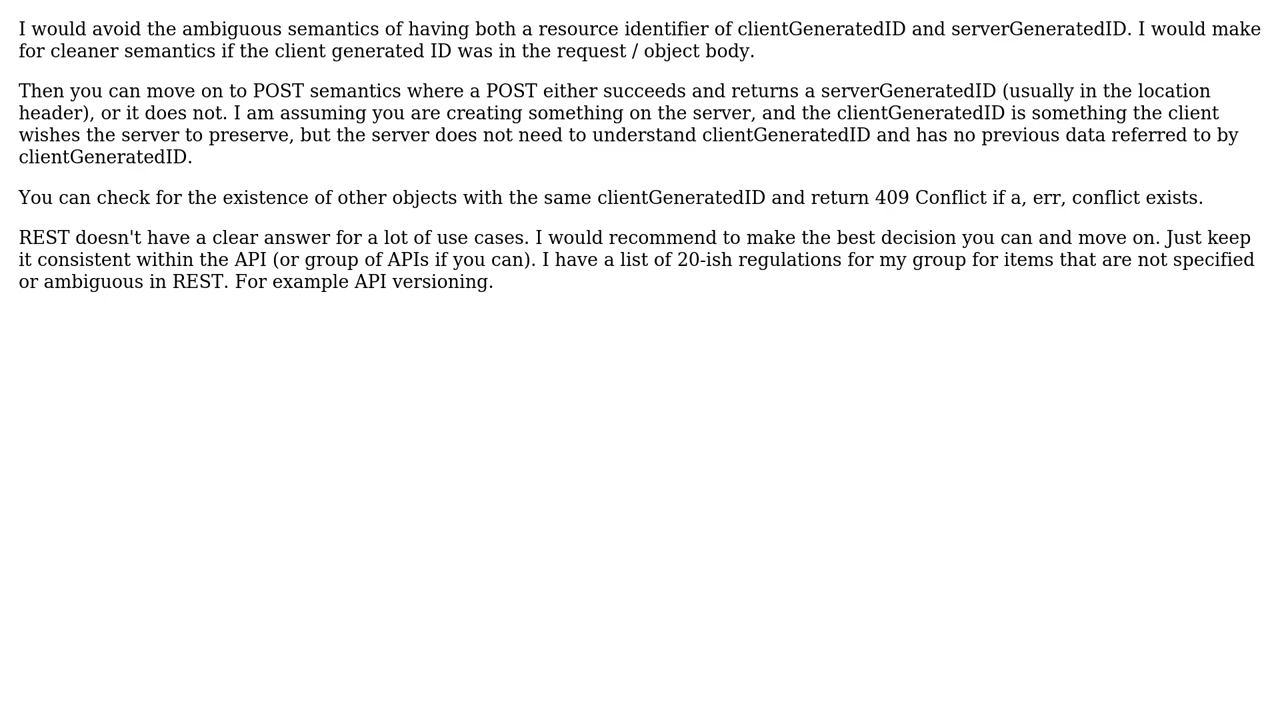 I would avoid the ambiguous semantics of having both a resource identifier of clientGeneratedID and serverGeneratedID. I would make
for cleaner semantics if the client generated ID was in the request / object body.
Then you can move on to POST semantics where a POST either succeeds and returns a serverGeneratedID (usually in the location
header), or it does not. I am assuming you are creating something on the server, and the clientGeneratedID is something the client
wishes the server to preserve, but the server does not need to understand clientGeneratedID and has no previous data referred to by
clientGeneratedID.
You can check for the existence of other objects with the same clientGeneratedID and return 409 Conflict if a, err, conflict exists.
REST doesn't have a clear answer for a lot of use cases. I would recommend to make the best decision you can and move on. Just keep
it consistent within the API (or group of APIs if you can). I have a list of 20-ish regulations for my group for items that are not specified
or ambiguous in REST. For example API versioning.